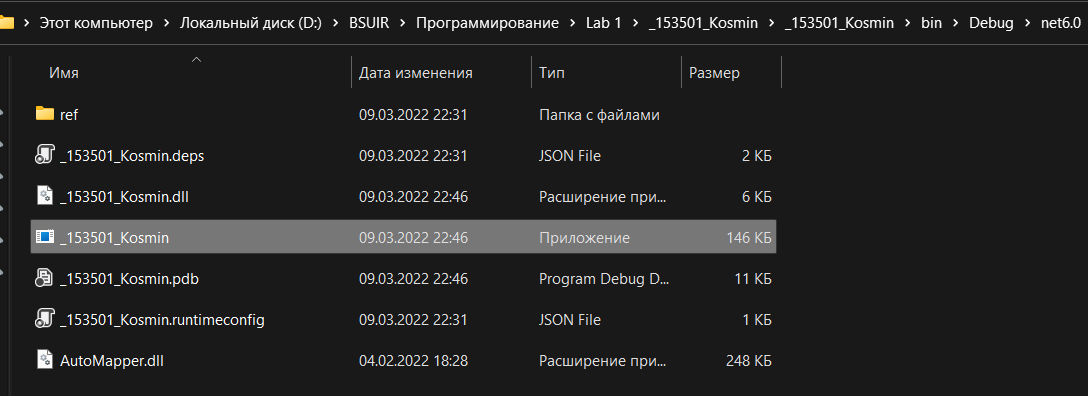 Этот компьютер > Локальный диск (D:) > BSUIR > Программирование > Lab 1 > _153501_Kosmin > _153501_Kosmin > bin > Debug > net6.0
Имя Дата изменения Тип Размер
ref 09.03.2022 22:31 Папка с файлами
_153501_Kosmin.deps 09.03.2022 22:31 JSON File 2 КБ
_153501_Kosmin.dll 09.03.2022 22:46 Расширение при... 6 КБ
_153501_Kosmin 09.03.2022 22:46 Приложение 146 КБ
_153501_Kosmin.pdb 09.03.2022 22:46 Program Debug D... 11 КБ
_153501_Kosmin.runtimeconfig 09.03.2022 22:31 JSON File 1 КБ
AutoMapper.dll 04.02.2022 18:28 Расширение при... 248 КБ